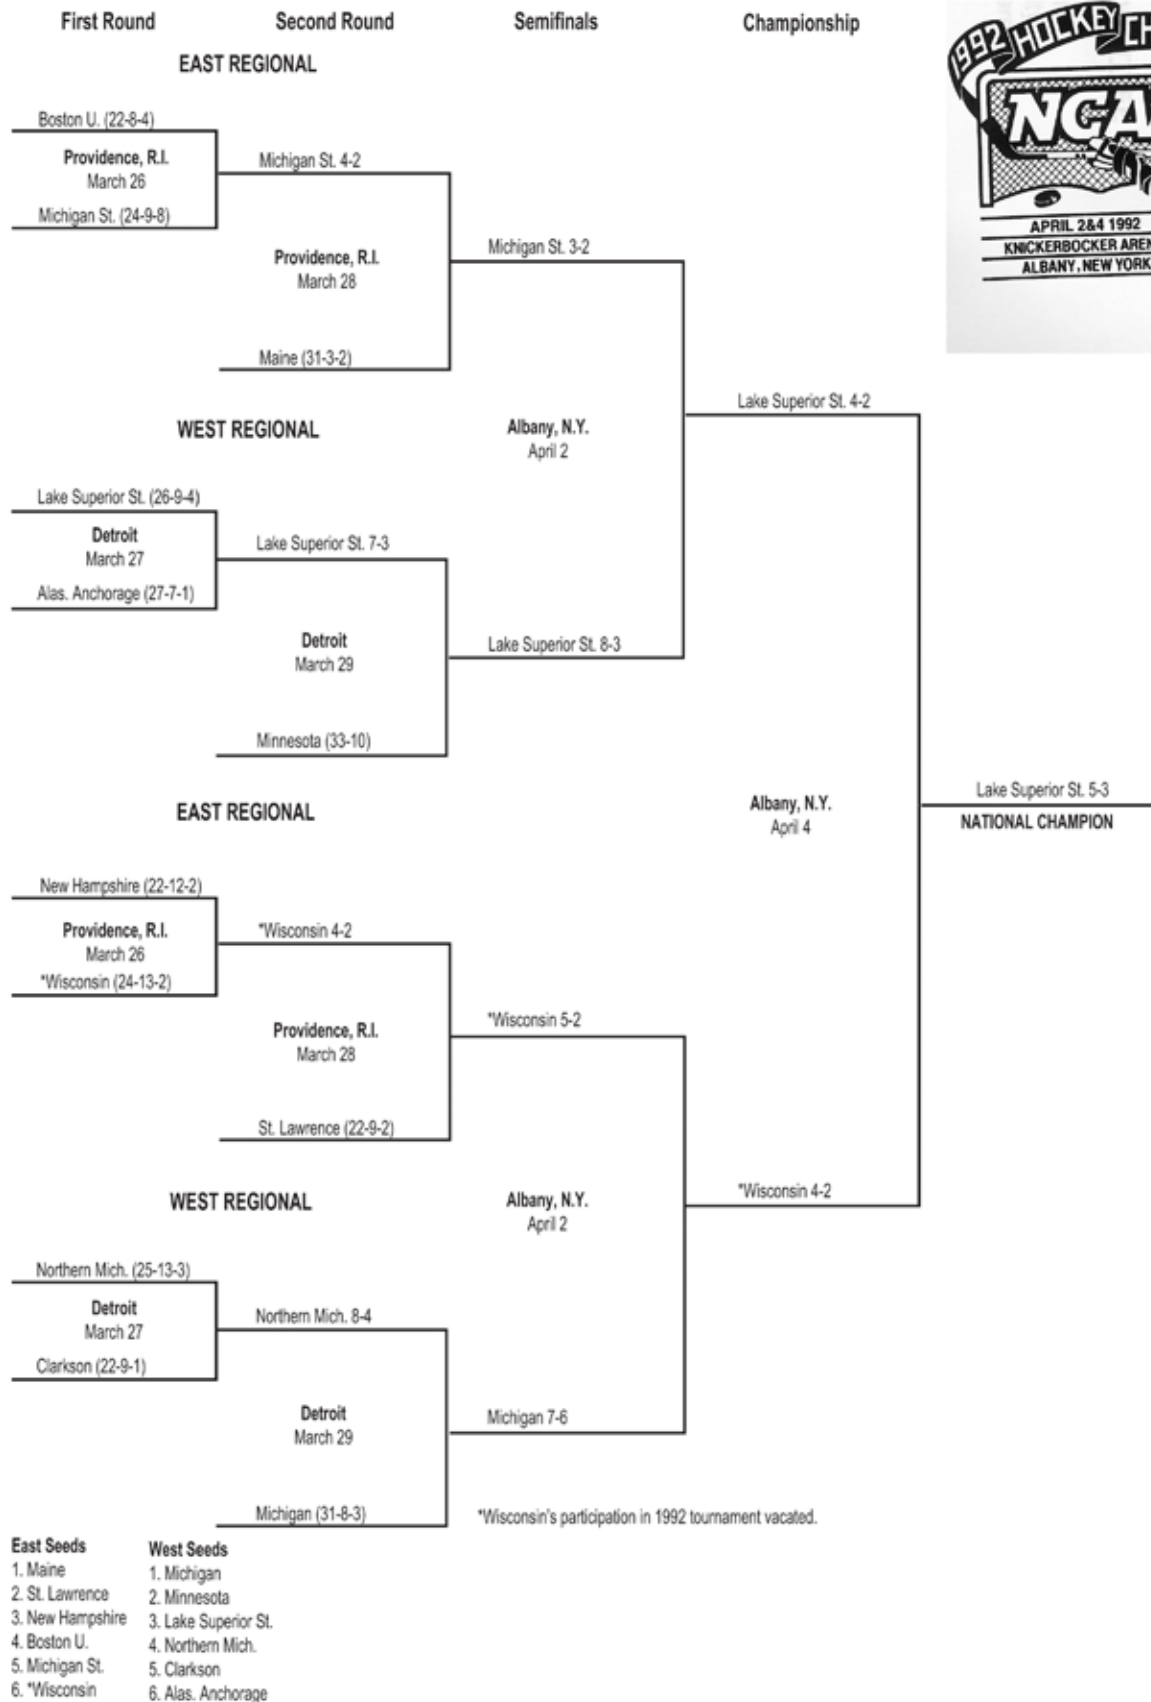 First Round Second Round Semifinals Championship
1992 HOCKEY
NCA
APRIL 2&4 1992
KNICKERBOCKER
ALBANY, NEW YORK
EAST REGIONAL
Boston U. (22-8-4)
Providence, R.I.
March 26
Michigan St. (24-9-8)
Michigan St. 4-2
Providence, R.I.
March 28
Maine (31-3-2)
Michigan St. 3-2
WEST REGIONAL
Lake Superior St. (26-9-4)
Detroit
March 27
Alas. Anchorage (27-7-1)
Lake Superior St. 7-3
Detroit
March 29
Minnesota (33-10)
Lake Superior St. 8-3
Albany, N.Y.
April 2
Lake Superior St. 4-2
EAST REGIONAL
New Hampshire (22-12-2)
Providence, R.I.
March 26
*Wisconsin (24-13-2)
*Wisconsin 4-2
Providence, R.I.
March 28
St. Lawrence (22-9-2)
*Wisconsin 5-2
WEST REGIONAL
Northern Mich. (25-13-3)
Detroit
March 27
Clarkson (22-9-1)
Northern Mich. 8-4
Detroit
March 29
Michigan (31-8-3)
Michigan 7-6
Albany, N.Y.
April 2
*Wisconsin 4-2
Albany, N.Y.
April 4
Lake Superior St. 5-3
NATIONAL CHAMPION
*Wisconsin's participation in 1992 tournament vacated.
East Seeds
1. Maine
2. St. Lawrence
3. New Hampshire
4. Boston U.
5. Michigan St.
6. *Wisconsin
West Seeds
1. Michigan
2. Minnesota
3. Lake Superior St.
4. Northern Mich.
5. Clarkson
6. Alas. Anchorage